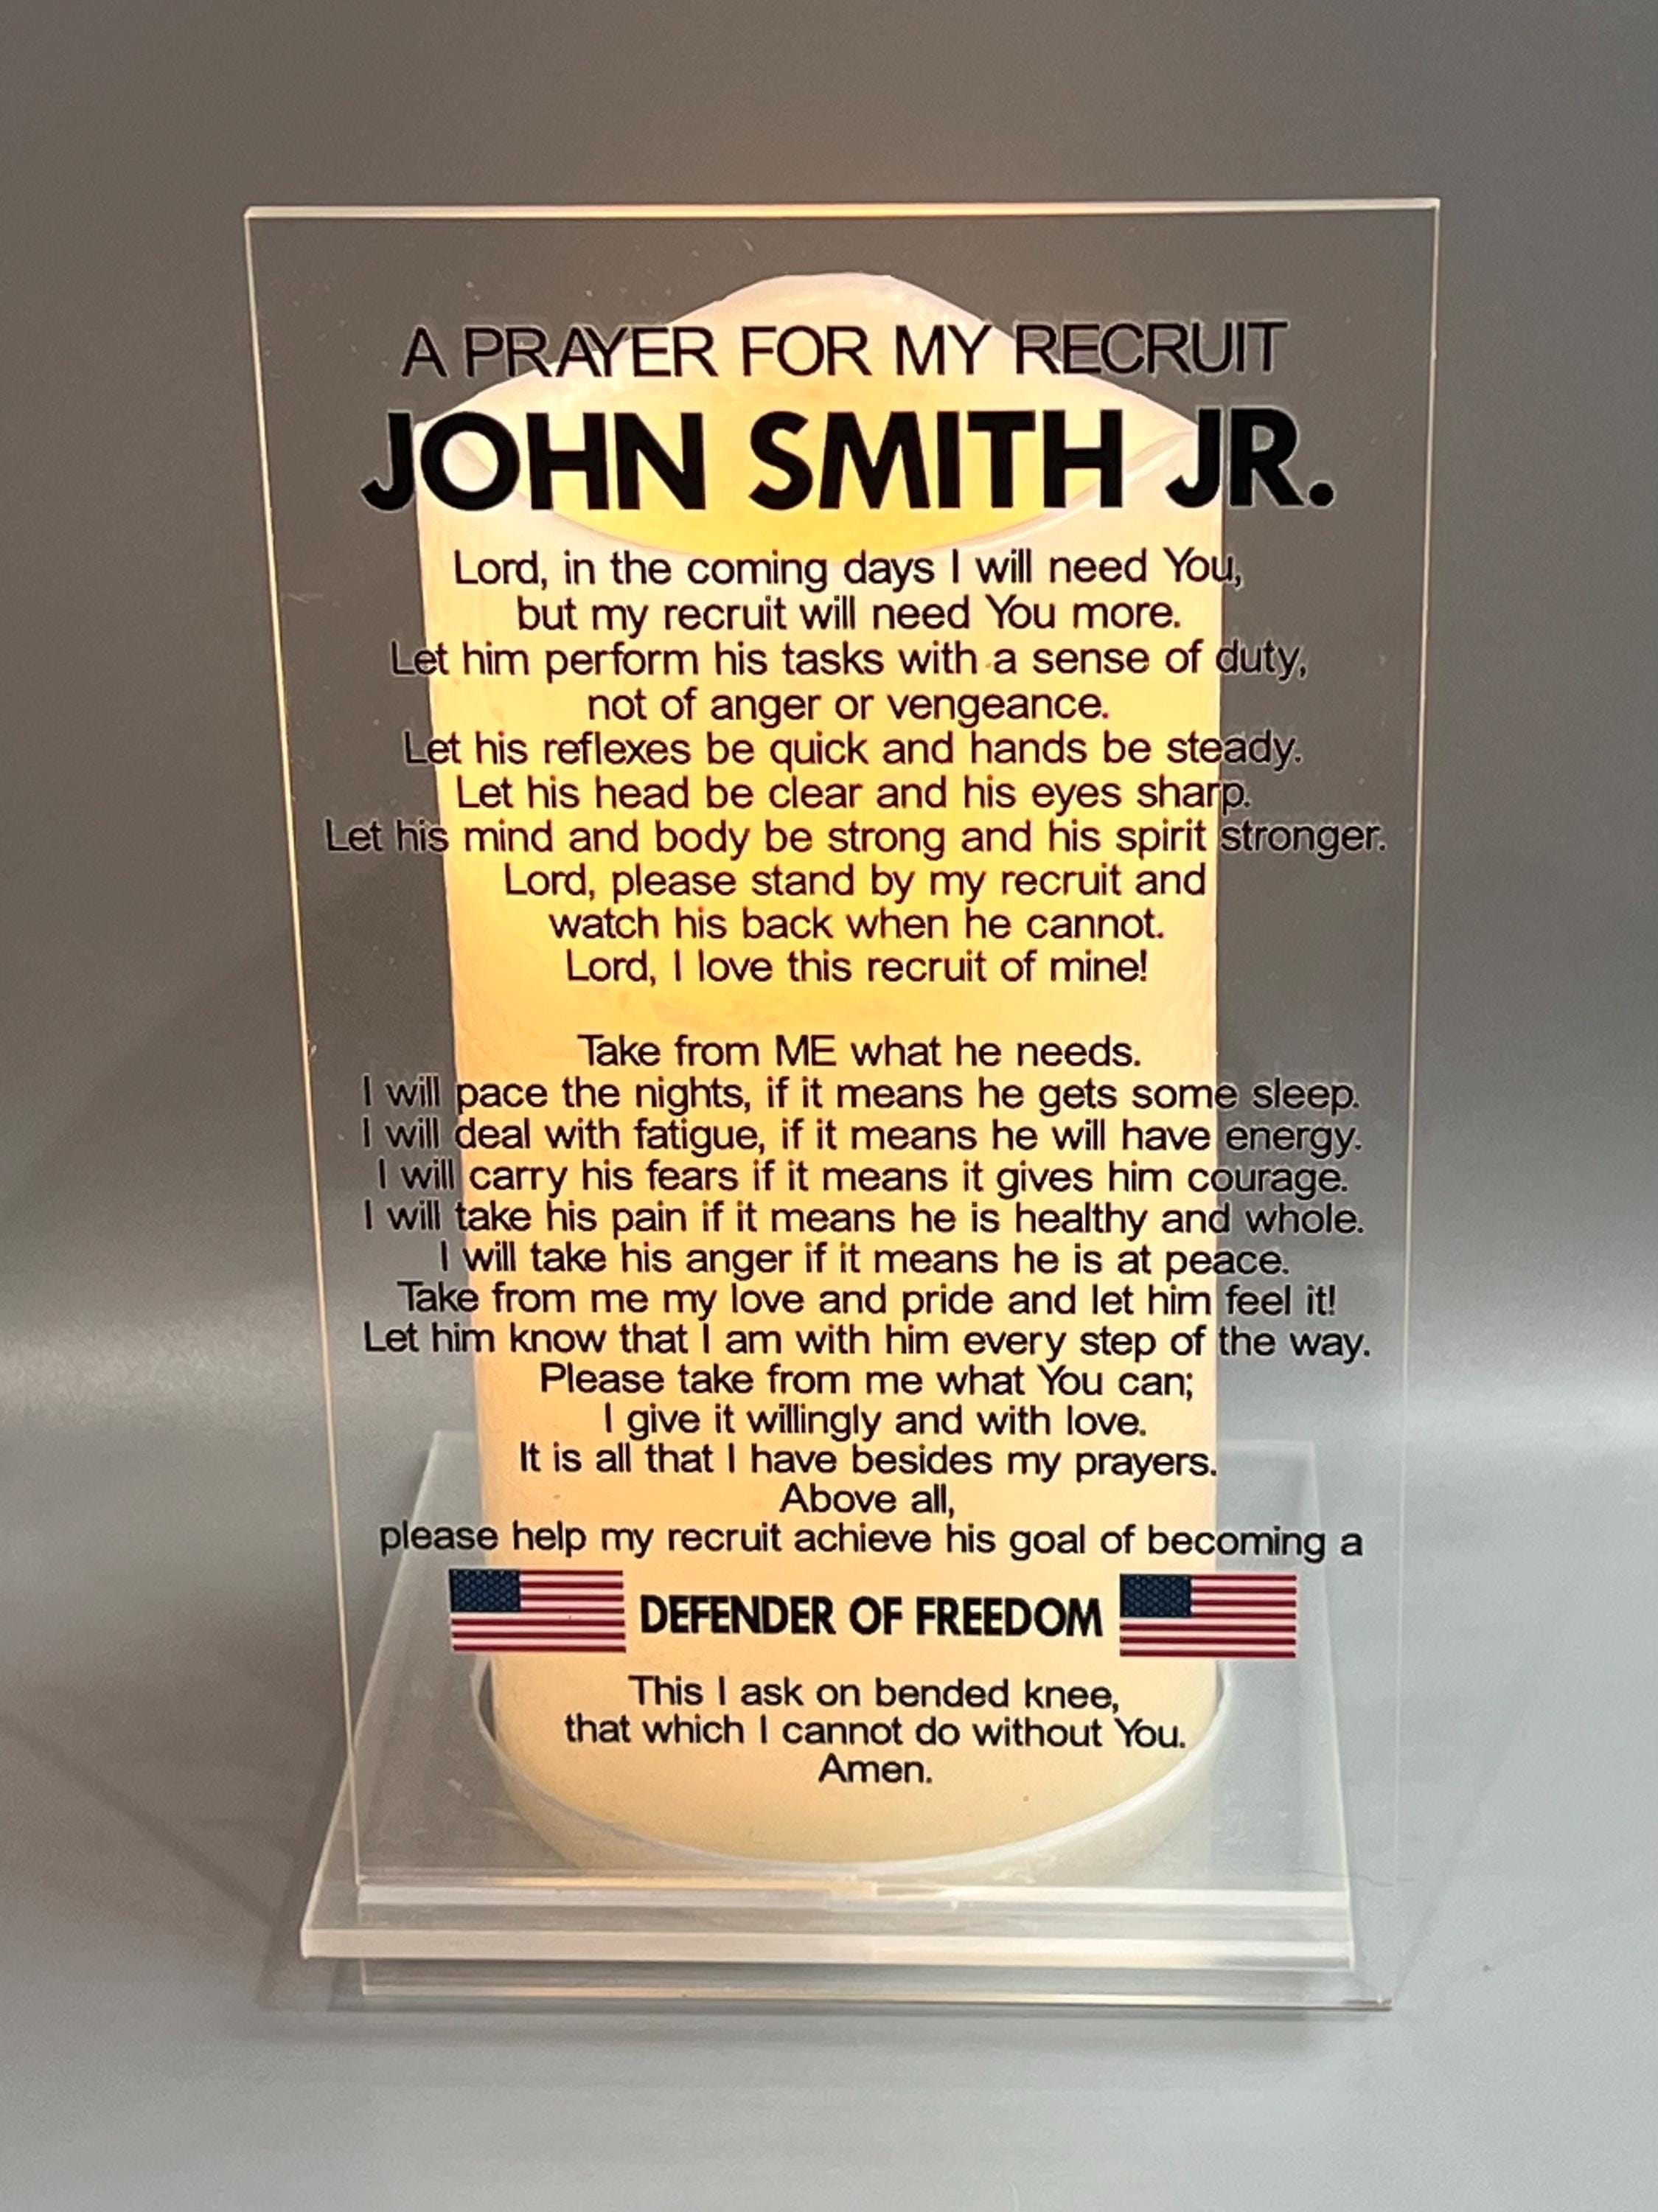 A PRAYER FOR MY RECRUIT
JOHN SMITH JR.
Lord, in the coming days I will need You,
but my recruit will need You more.
Let him perform his tasks with a sense of duty,
not of anger or vengeance.
Let his reflexes be quick and hands be steady.
Let his head be clear and his eyes sharp.
Let his mind and body be strong and his spirit stronger.
Lord, please stand by my recruit and
watch his back when he cannot.
Lord, I love this recruit of mine!
Take from ME what he needs.
I will pace the nights, if it means he gets some sleep.
I will deal with fatigue, if it means he will have energy.
I will carry his fears if it means it gives him courage.
I will take his pain if it means he is healthy and whole.
I will take his anger if it means he is at peace.
Take from me my love and pride and let him feel it!
Let him know that I am with him every step of the way.
Please take from me what You can;
I give it willingly and with love.
It is all that I have besides my prayers.
Above all,
please help my recruit achieve his goal of becoming a
DEFENDER OF FREEDOM
This I ask on bended knee,
that which I cannot do without You.
Amen.